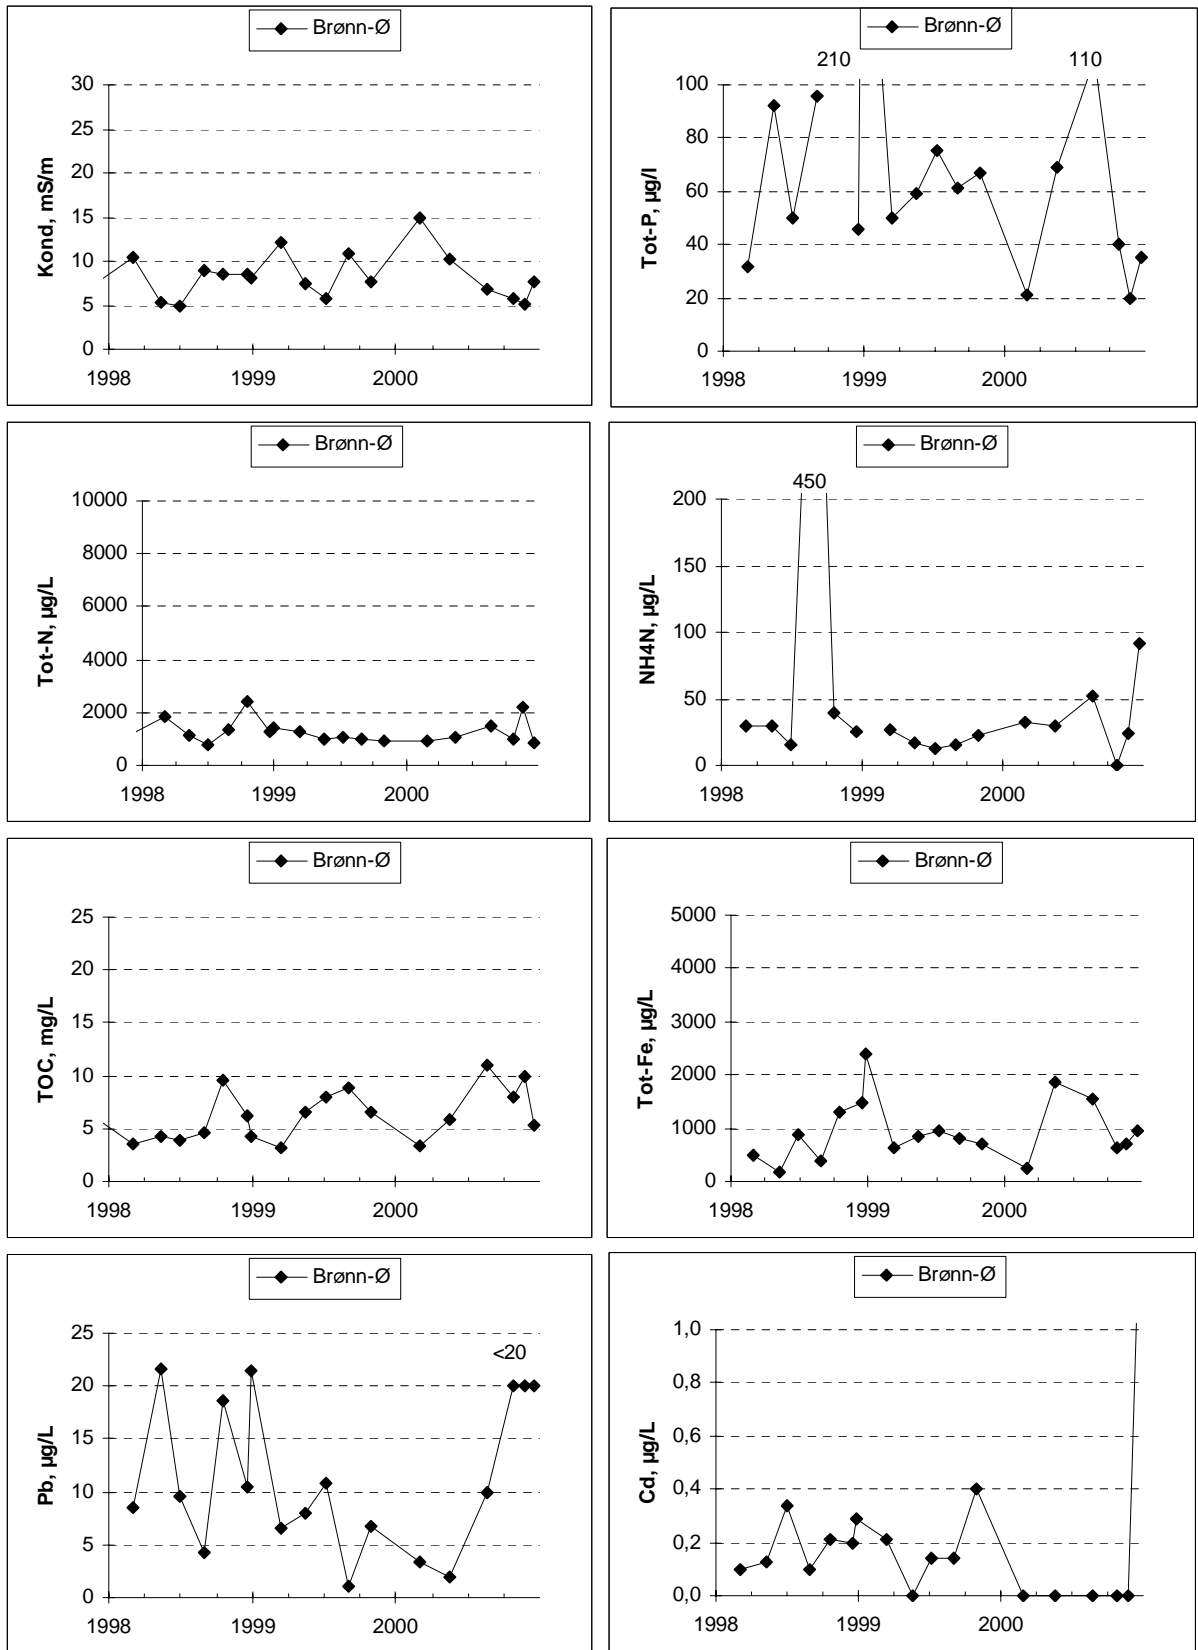 Brønn-Ø
30
25
20
15
10
5
0
Kond, mS/m
1998 1999 2000
Brønn-Ø
210 110
100
80
60
40
20
0
Tot-P, µg/l
1998 1999 2000
Brønn-Ø
10000
8000
6000
4000
2000
0
Tot-N, µg/L
1998 1999 2000
Brønn-Ø
450
200
150
100
50
0
NH4N, µg/L
1998 1999 2000
Brønn-Ø
25
20
15
10
5
0
TOC, mg/L
1998 1999 2000
Brønn-Ø
5000
4000
3000
2000
1000
0
Tot-Fe, µg/L
1998 1999 2000
Brønn-Ø
<20
25
20
15
10
5
0
Pb, µg/L
1998 1999 2000
Brønn-Ø
1,0
0,8
0,6
0,4
0,2
0,0
Cd, µg/L
1998 1999 2000